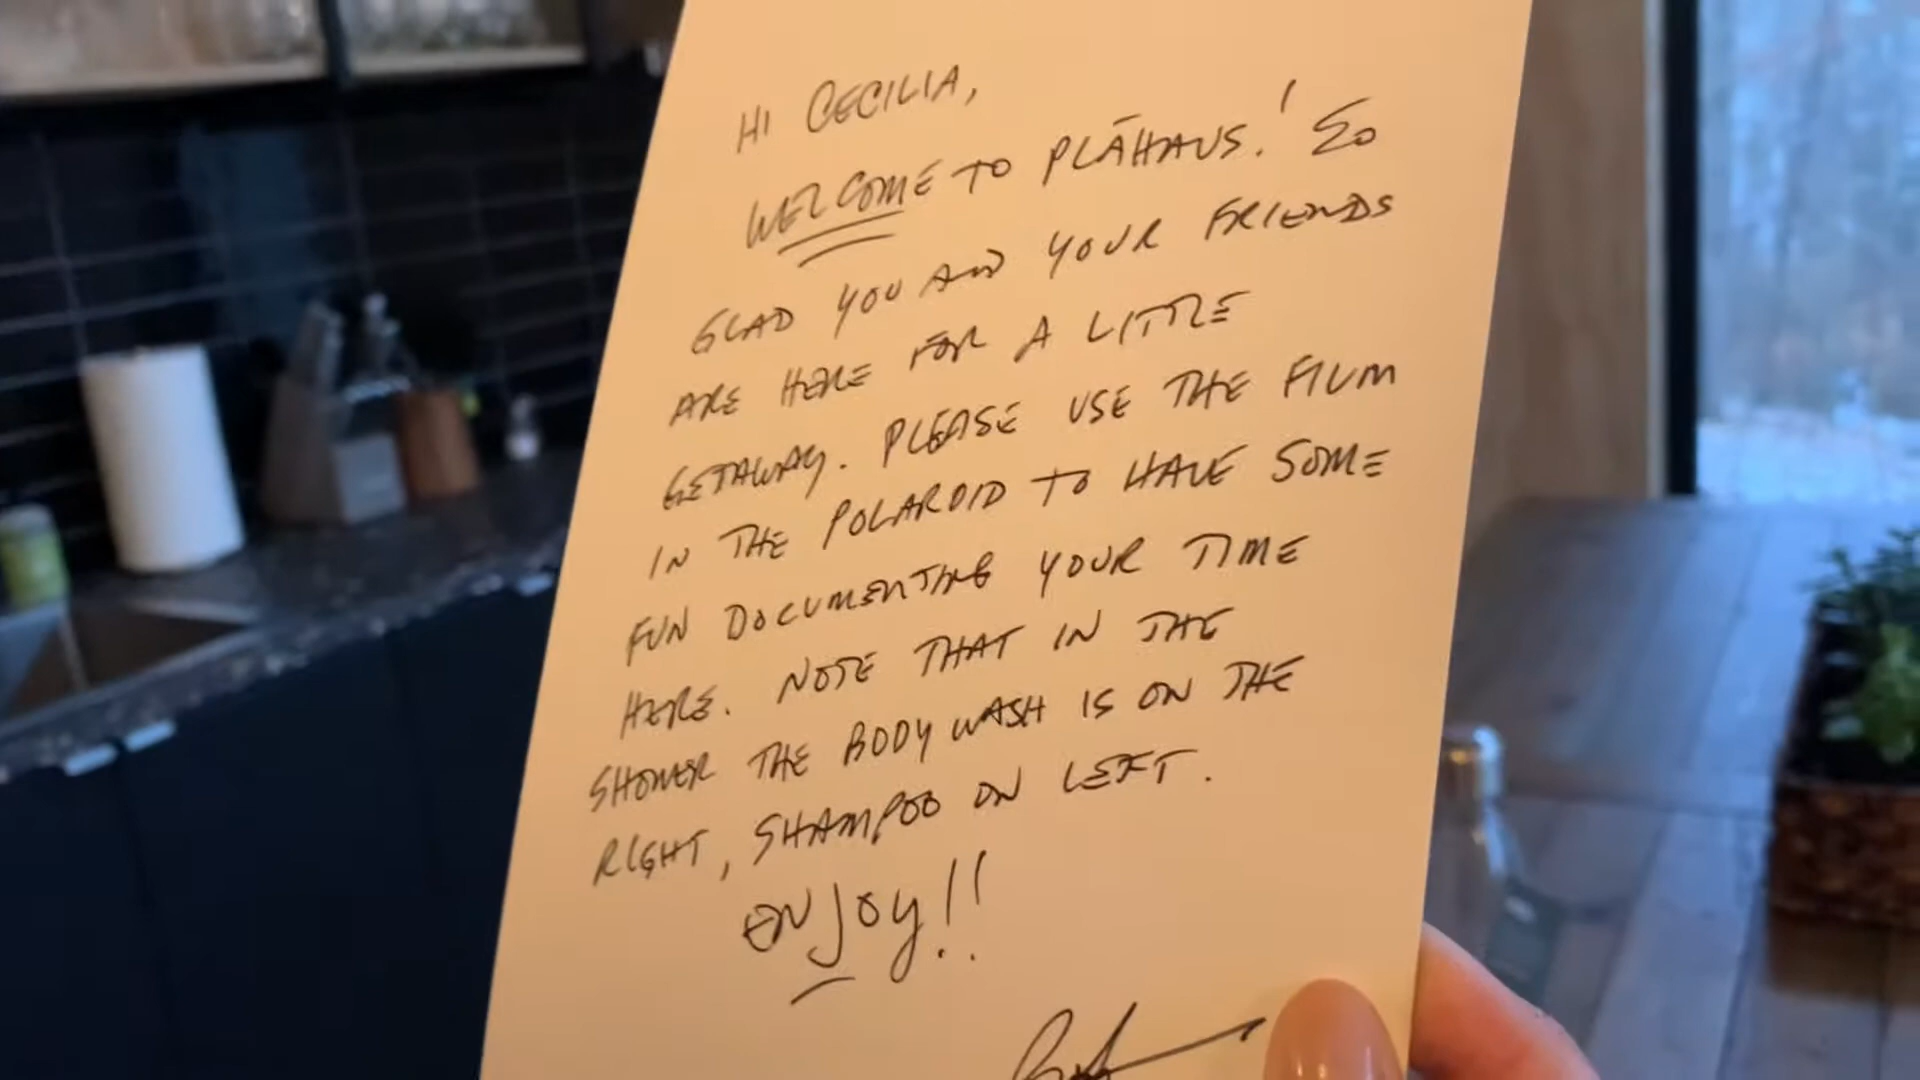 HI CECILIA,
WELCOME TO PLĀHAUS! SO
GLAD YOU AND YOUR FRIENDS
ARE HERE FOR A LITTLE
GETAWAY. PLEASE USE THE FILM
IN THE POLAROID TO HAVE SOME
FUN DOCUMENTING YOUR TIME
HERE. NOTE THAT IN THE
SHOWER THE BODY WASH IS ON THE
RIGHT, SHAMPOO ON LEFT.
ENJOY!!